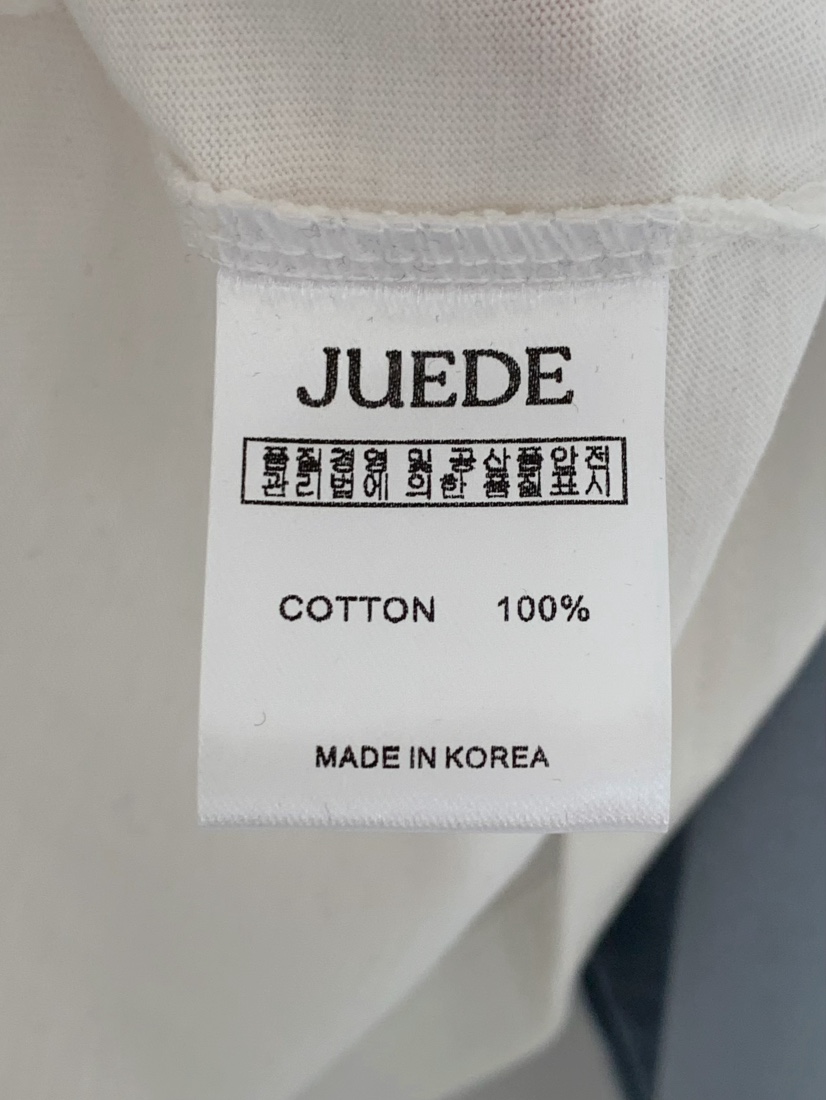 JUEDE
품질경영 및 공산품안전
관리법에 의한 품질표시
COTTON 100%
MADE IN KOREA